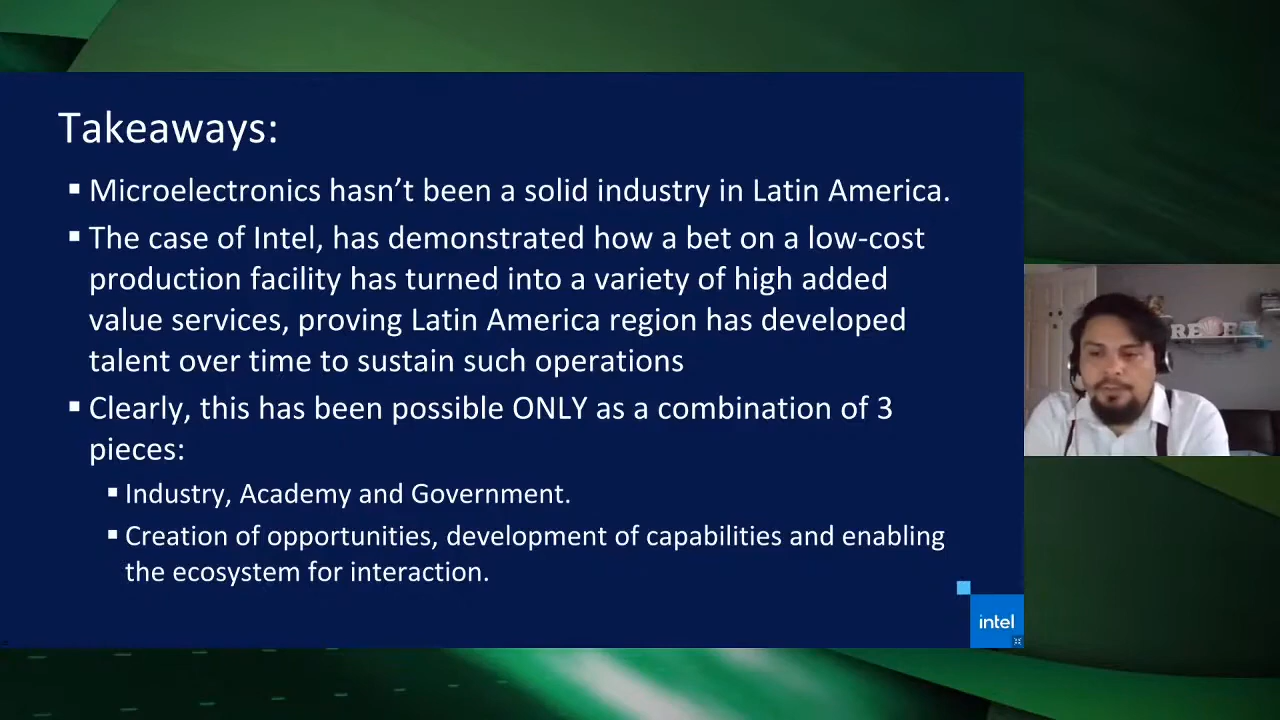 Takeaways:
▪ Microelectronics hasn’t been a solid industry in Latin America.
▪ The case of Intel, has demonstrated how a bet on a low-cost
production facility has turned into a variety of high added
value services, proving Latin America region has developed
talent over time to sustain such operations
▪ Clearly, this has been possible ONLY as a combination of 3
pieces:
▪ Industry, Academy and Government.
▪ Creation of opportunities, development of capabilities and enabling
the ecosystem for interaction.
intel